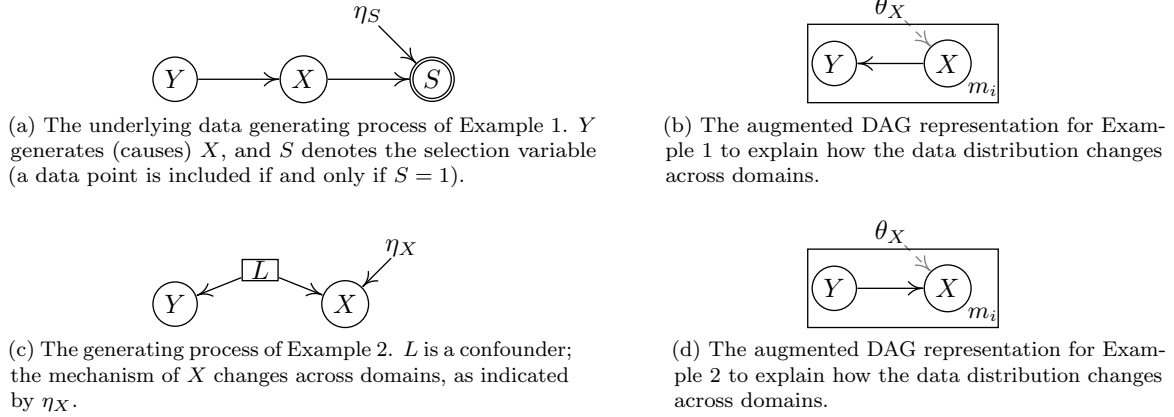 η_S
Y X S
(a) The underlying data generating process of Example 1. Y
generates (causes) X, and S denotes the selection variable
(a data point is included if and only if S = 1).
θ_X
Y X
m_i
(b) The augmented DAG representation for Exam-
ple 1 to explain how the data distribution changes
across domains.
η_X
L
Y X
(c) The generating process of Example 2. L is a confounder;
the mechanism of X changes across domains, as indicated
by η_X.
θ_X
Y X
m_i
(d) The augmented DAG representation for Exam-
ple 2 to explain how the data distribution changes
across domains.